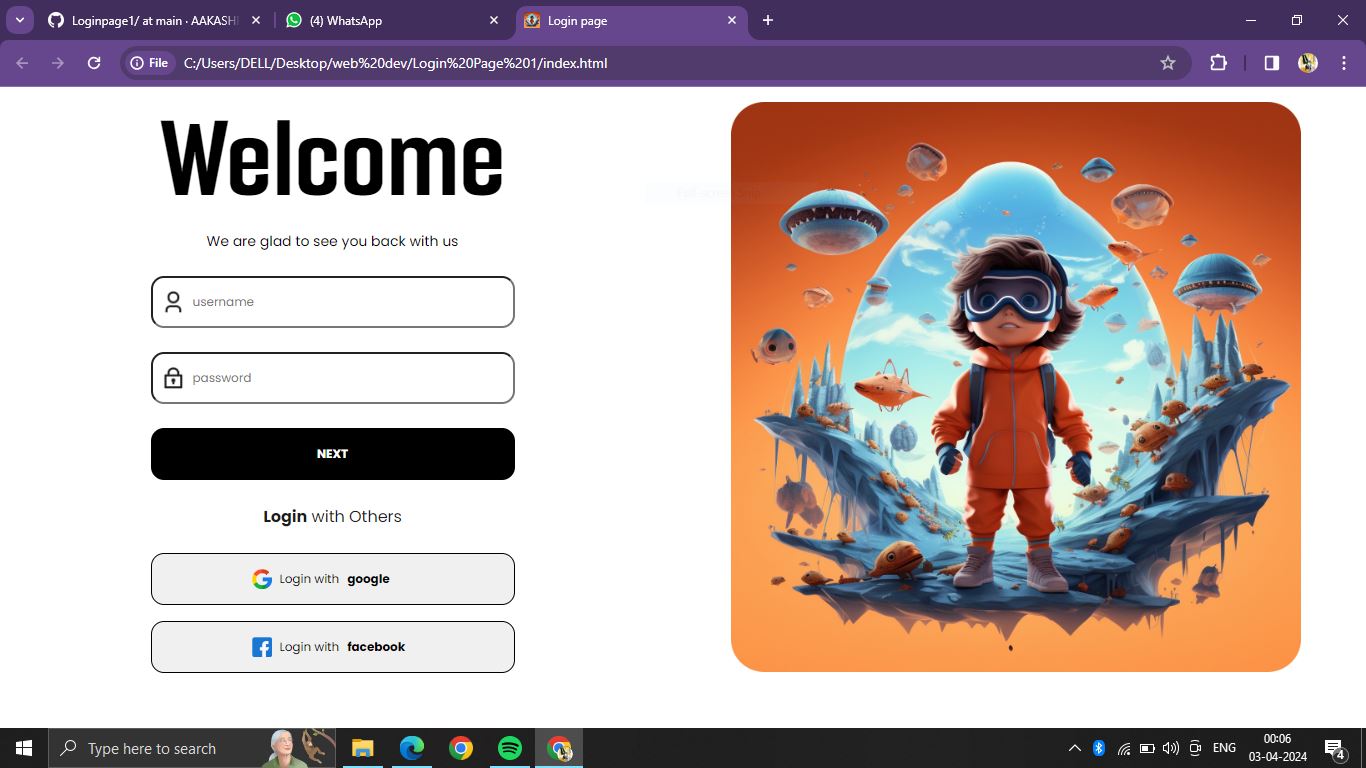 Loginpage1/ at main · AAKASH
(4) WhatsApp
Login page
File
C:/Users/DELL/Desktop/web%20dev/Login%20Page%201/index.html
Welcome
We are glad to see you back with us
username
password
NEXT
Login with Others
Login with google
Login with facebook
Type here to search
ENG
00:06
03-04-2024
4